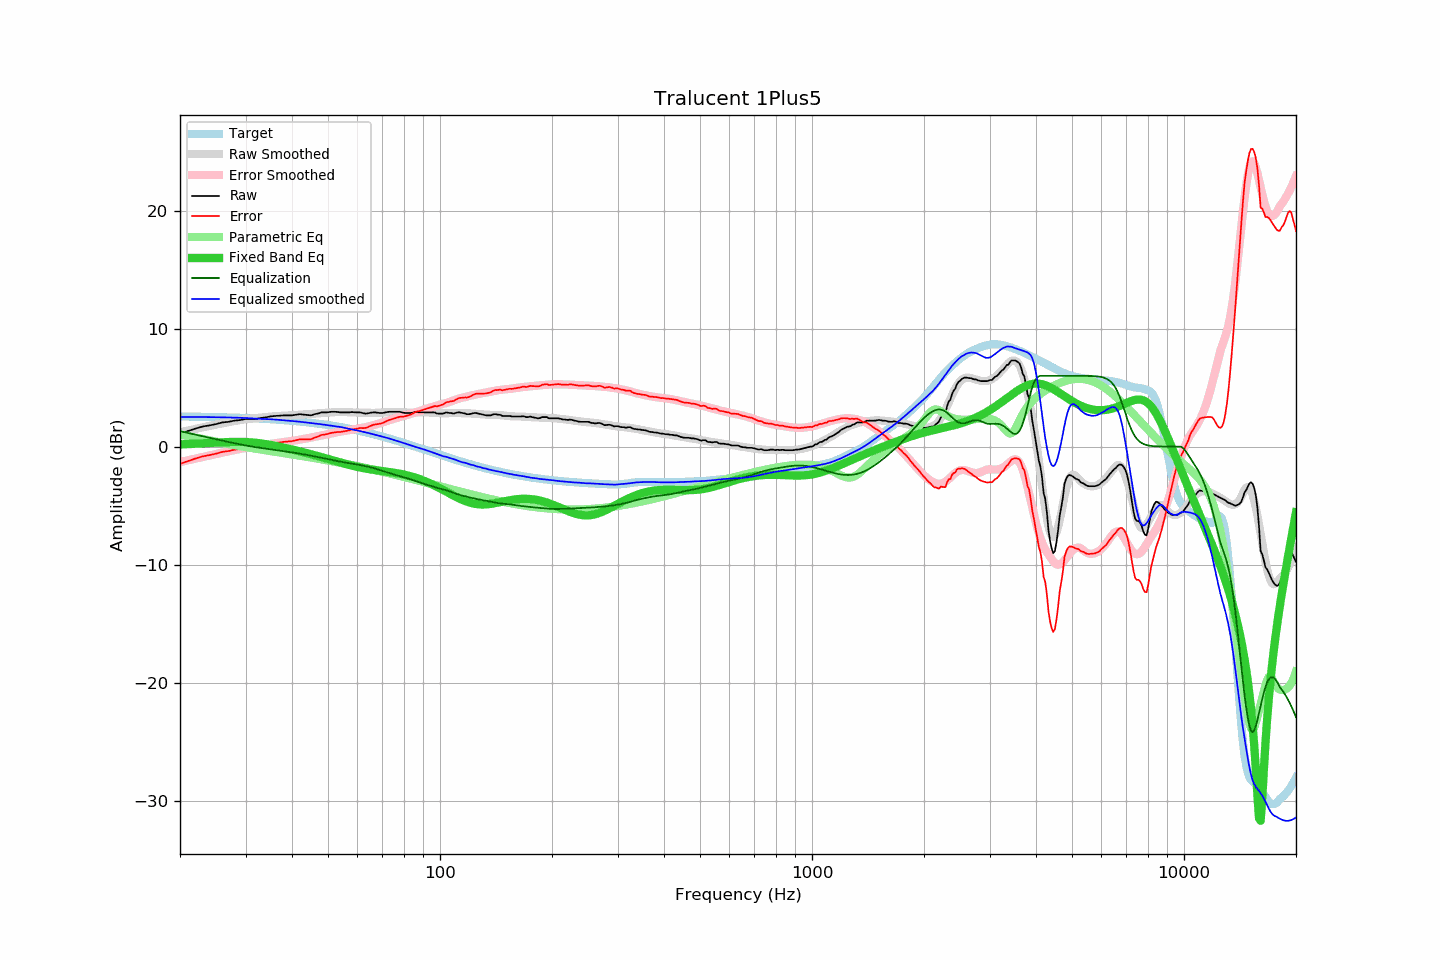 Tralucent 1Plus5
Target
Raw Smoothed
Error Smoothed
Raw
Error
Parametric Eq
Fixed Band Eq
Equalization
Equalized smoothed
20
10
0
−10
−20
−30
Amplitude (dBr)
100
1000
10000
Frequency (Hz)